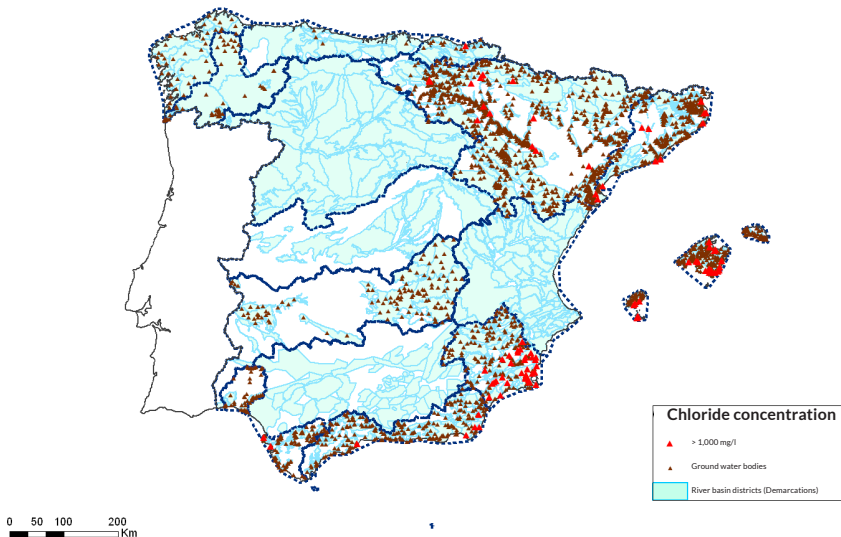 Chloride concentration
> 1,000 mg/l
Ground water bodies
River basin districts (Demarcations)
0 50 100 200
Km